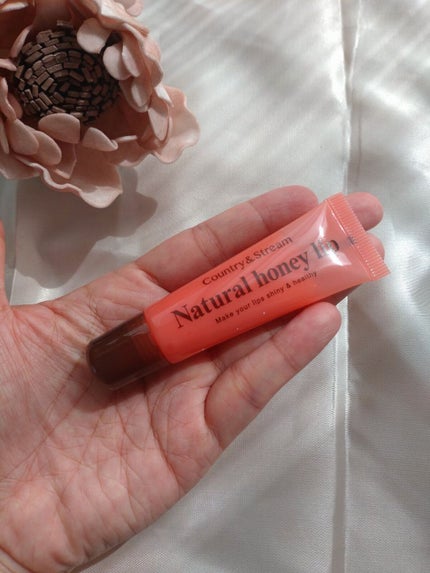 Country&Stream
Natural honey lip
Make your lips shiny & healthy